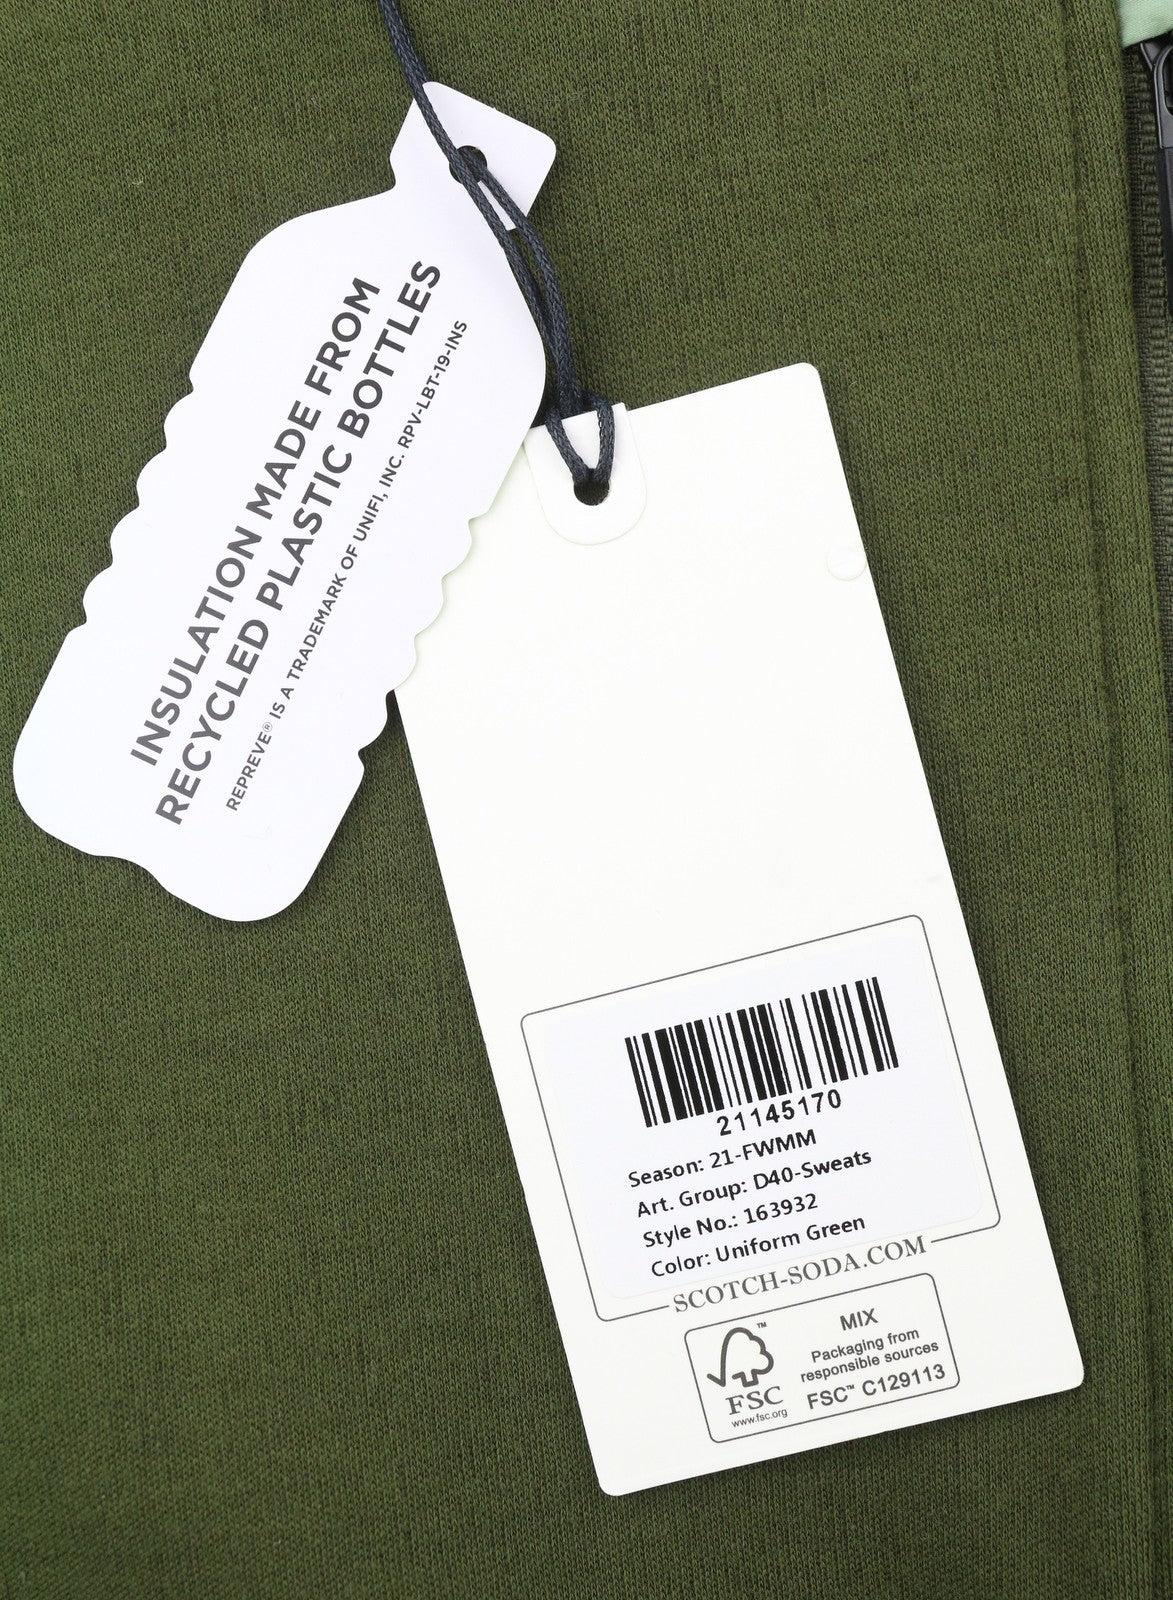 INSULATION MADE FROM
RECYCLED PLASTIC BOTTLES
REPREVE® IS A TRADEMARK OF UNIFI, INC. RPV-LBT-19-INS
21145170
Season: 21-FWMM
Art. Group: D40-Sweats
Style No.: 163932
Color: Uniform Green
SCOTCH-SODA.COM
™
FSC
www.fsc.org
MIX
Packaging from
responsible sources
FSC™ C129113